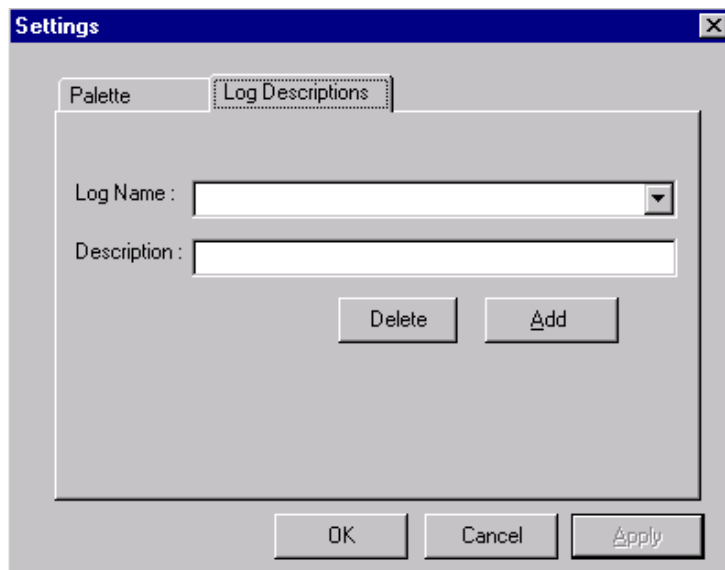 Settings
Palette Log Descriptions
Log Name :
Description :
Delete Add
OK Cancel Apply